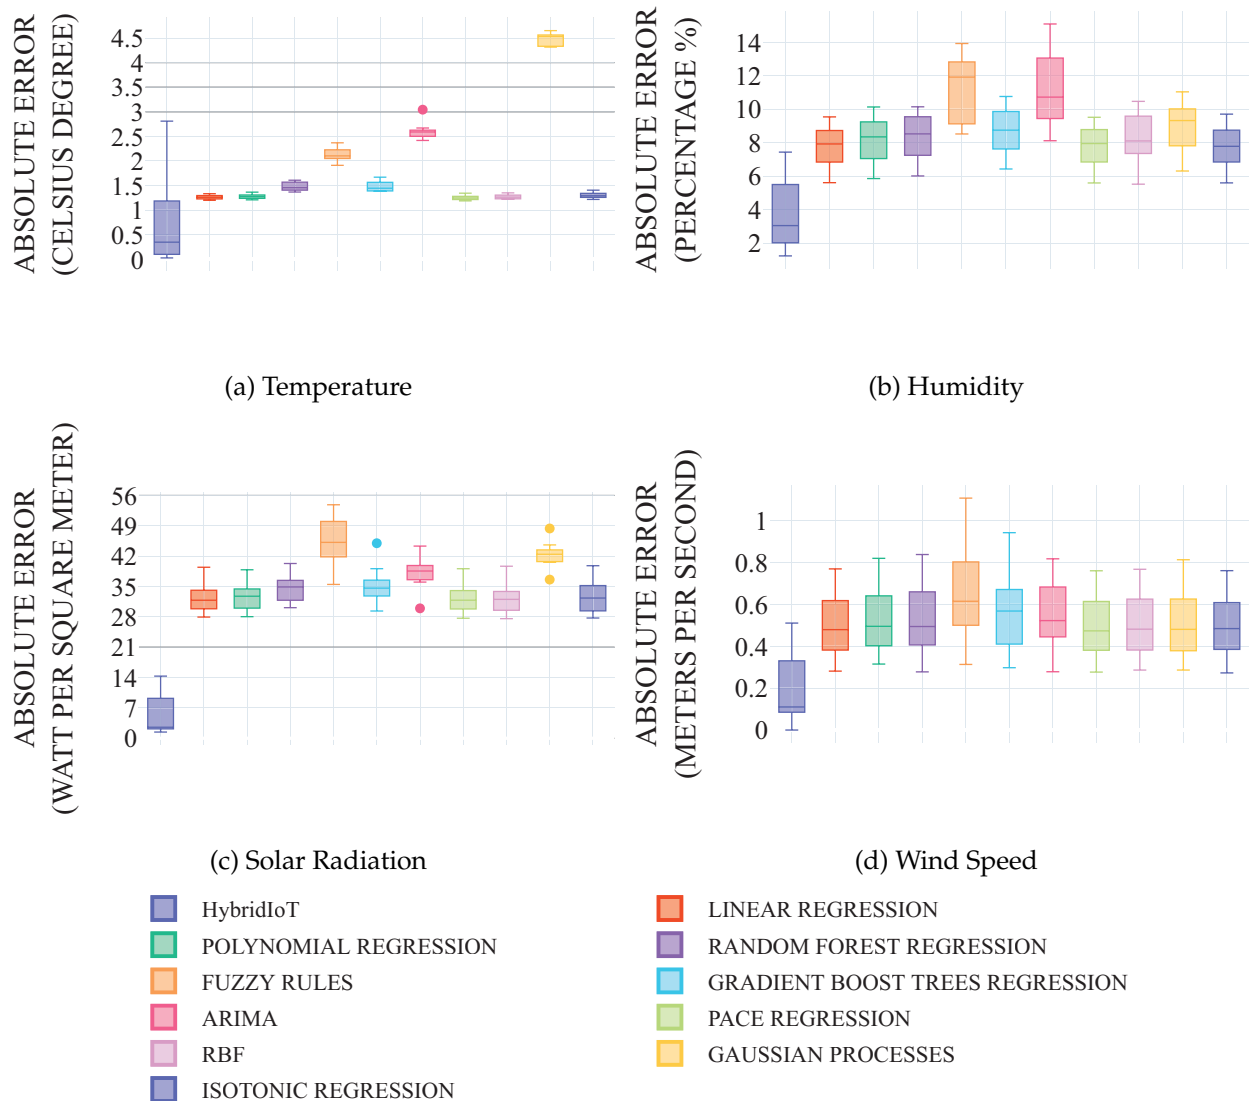 ABSOLUTE ERROR
(CELSIUS DEGREE)
4.5
4
3.5
3
2.5
2
1.5
1
0.5
0
(a) Temperature
ABSOLUTE ERROR
(PERCENTAGE %)
14
12
10
8
6
4
2
(b) Humidity
ABSOLUTE ERROR
(WATT PER SQUARE METER)
56
49
42
35
28
21
14
7
0
(c) Solar Radiation
ABSOLUTE ERROR
(METERS PER SECOND)
1
0.8
0.6
0.4
0.2
0
(d) Wind Speed
HybridIoT
LINEAR REGRESSION
POLYNOMIAL REGRESSION
RANDOM FOREST REGRESSION
FUZZY RULES
GRADIENT BOOST TREES REGRESSION
ARIMA
PACE REGRESSION
RBF
GAUSSIAN PROCESSES
ISOTONIC REGRESSION